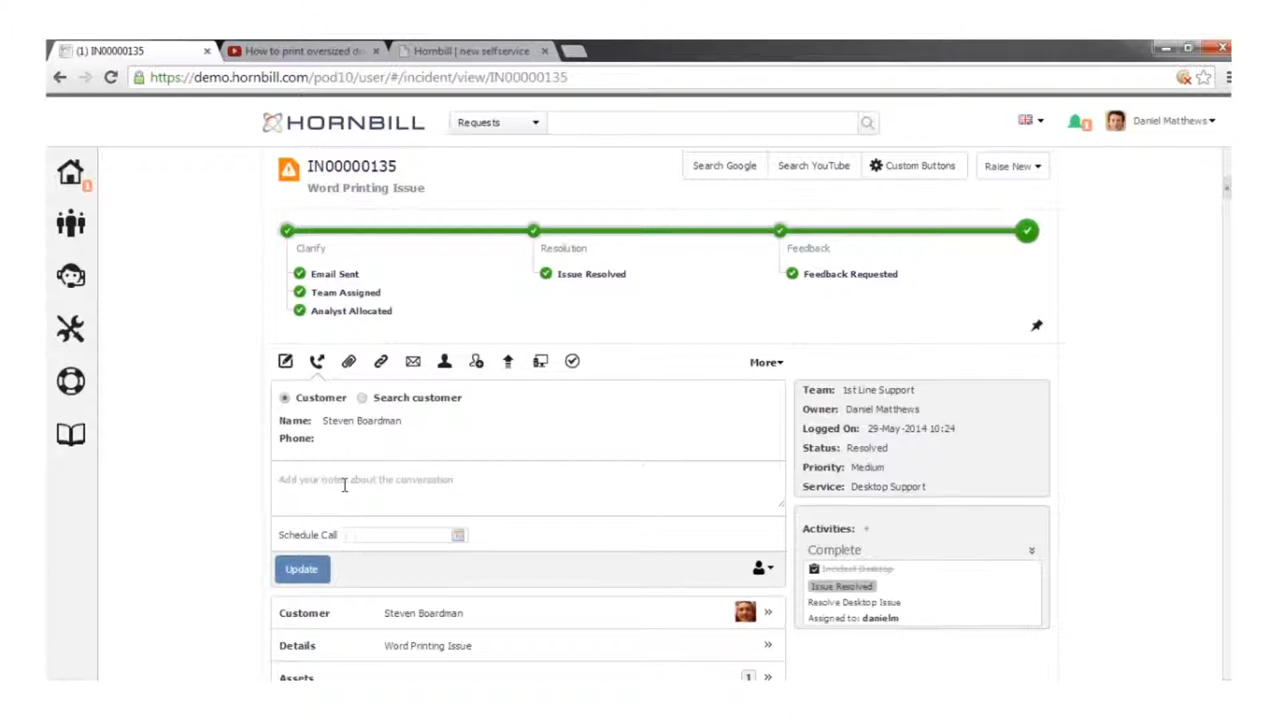 (1) IN00000135
How to print oversized do
Hornbill | new selfservice
https://demo.hornbill.com/pod10/user/#/incident/view/IN00000135
HORNBILL
Requests
Daniel Matthews
IN00000135
Word Printing Issue
Search Google
Search YouTube
Custom Buttons
Raise New
Clarify
Email Sent
Team Assigned
Analyst Allocated
Resolution
Issue Resolved
Feedback
Feedback Requested
More
Customer
Search customer
Name: Steven Boardman
Phone:
Add your notes about the conversation
Schedule Call
Update
Customer Steven Boardman
Details Word Printing Issue
Assets 1
Team: 1st Line Support
Owner: Daniel Matthews
Logged On: 29-May-2014 10:24
Status: Resolved
Priority: Medium
Service: Desktop Support
Activities: +
Complete
Incident Desktop
Issue Resolved
Resolve Desktop Issue
Assigned to: danielm